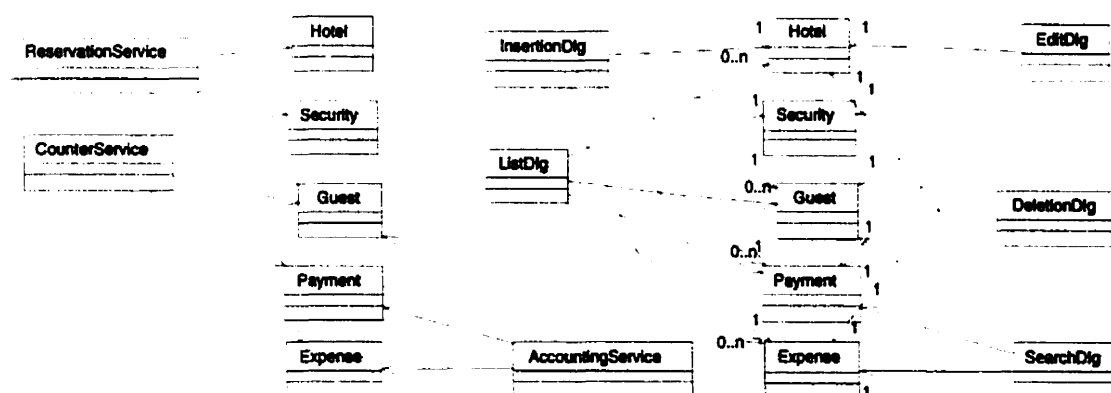 ReservationService
Hotel
InsertionDlg
1
Hotel
1
EditDlg
0..n
1
1
CounterService
Security
1
Security
ListDlg
1
1
Guest
0..n
Guest
DeletionDlg
1
0..n
1
Payment
Payment
1
1
1
1
0..n
Expense
AccountingService
Expense
SearchDlg
1